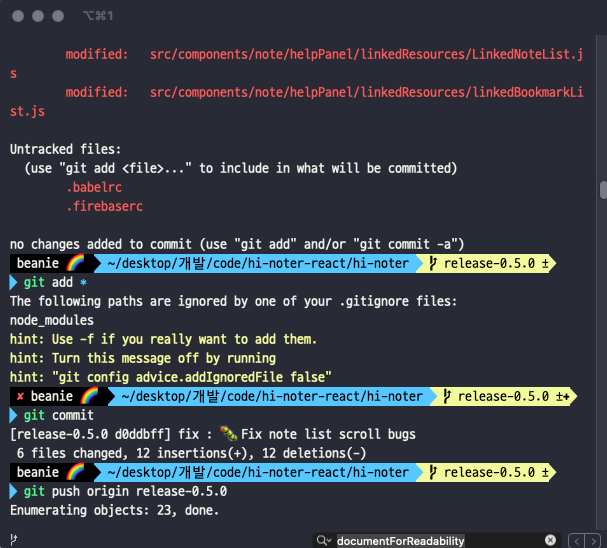 ⌥⌘1
modified: src/components/note/helpPanel/linkedResources/LinkedNoteList.j
s
modified: src/components/note/helpPanel/linkedResources/linkedBookmarkLi
st.js
Untracked files:
(use "git add <file>..." to include in what will be committed)
.babelrc
.firebaserc
no changes added to commit (use "git add" and/or "git commit -a")
beanie 🌈 ~/desktop/개발/code/hi-noter-react/hi-noter release-0.5.0 ±
git add *
The following paths are ignored by one of your .gitignore files:
node_modules
hint: Use -f if you really want to add them.
hint: Turn this message off by running
hint: "git config advice.addIgnoredFile false"
✘ beanie 🌈 ~/desktop/개발/code/hi-noter-react/hi-noter release-0.5.0 ±✚
git commit
[release-0.5.0 d0ddbff] fix : 🐛 Fix note list scroll bugs
6 files changed, 12 insertions(+), 12 deletions(-)
beanie 🌈 ~/desktop/개발/code/hi-noter-react/hi-noter release-0.5.0 ±
git push origin release-0.5.0
Enumerating objects: 23, done.
documentForReadability